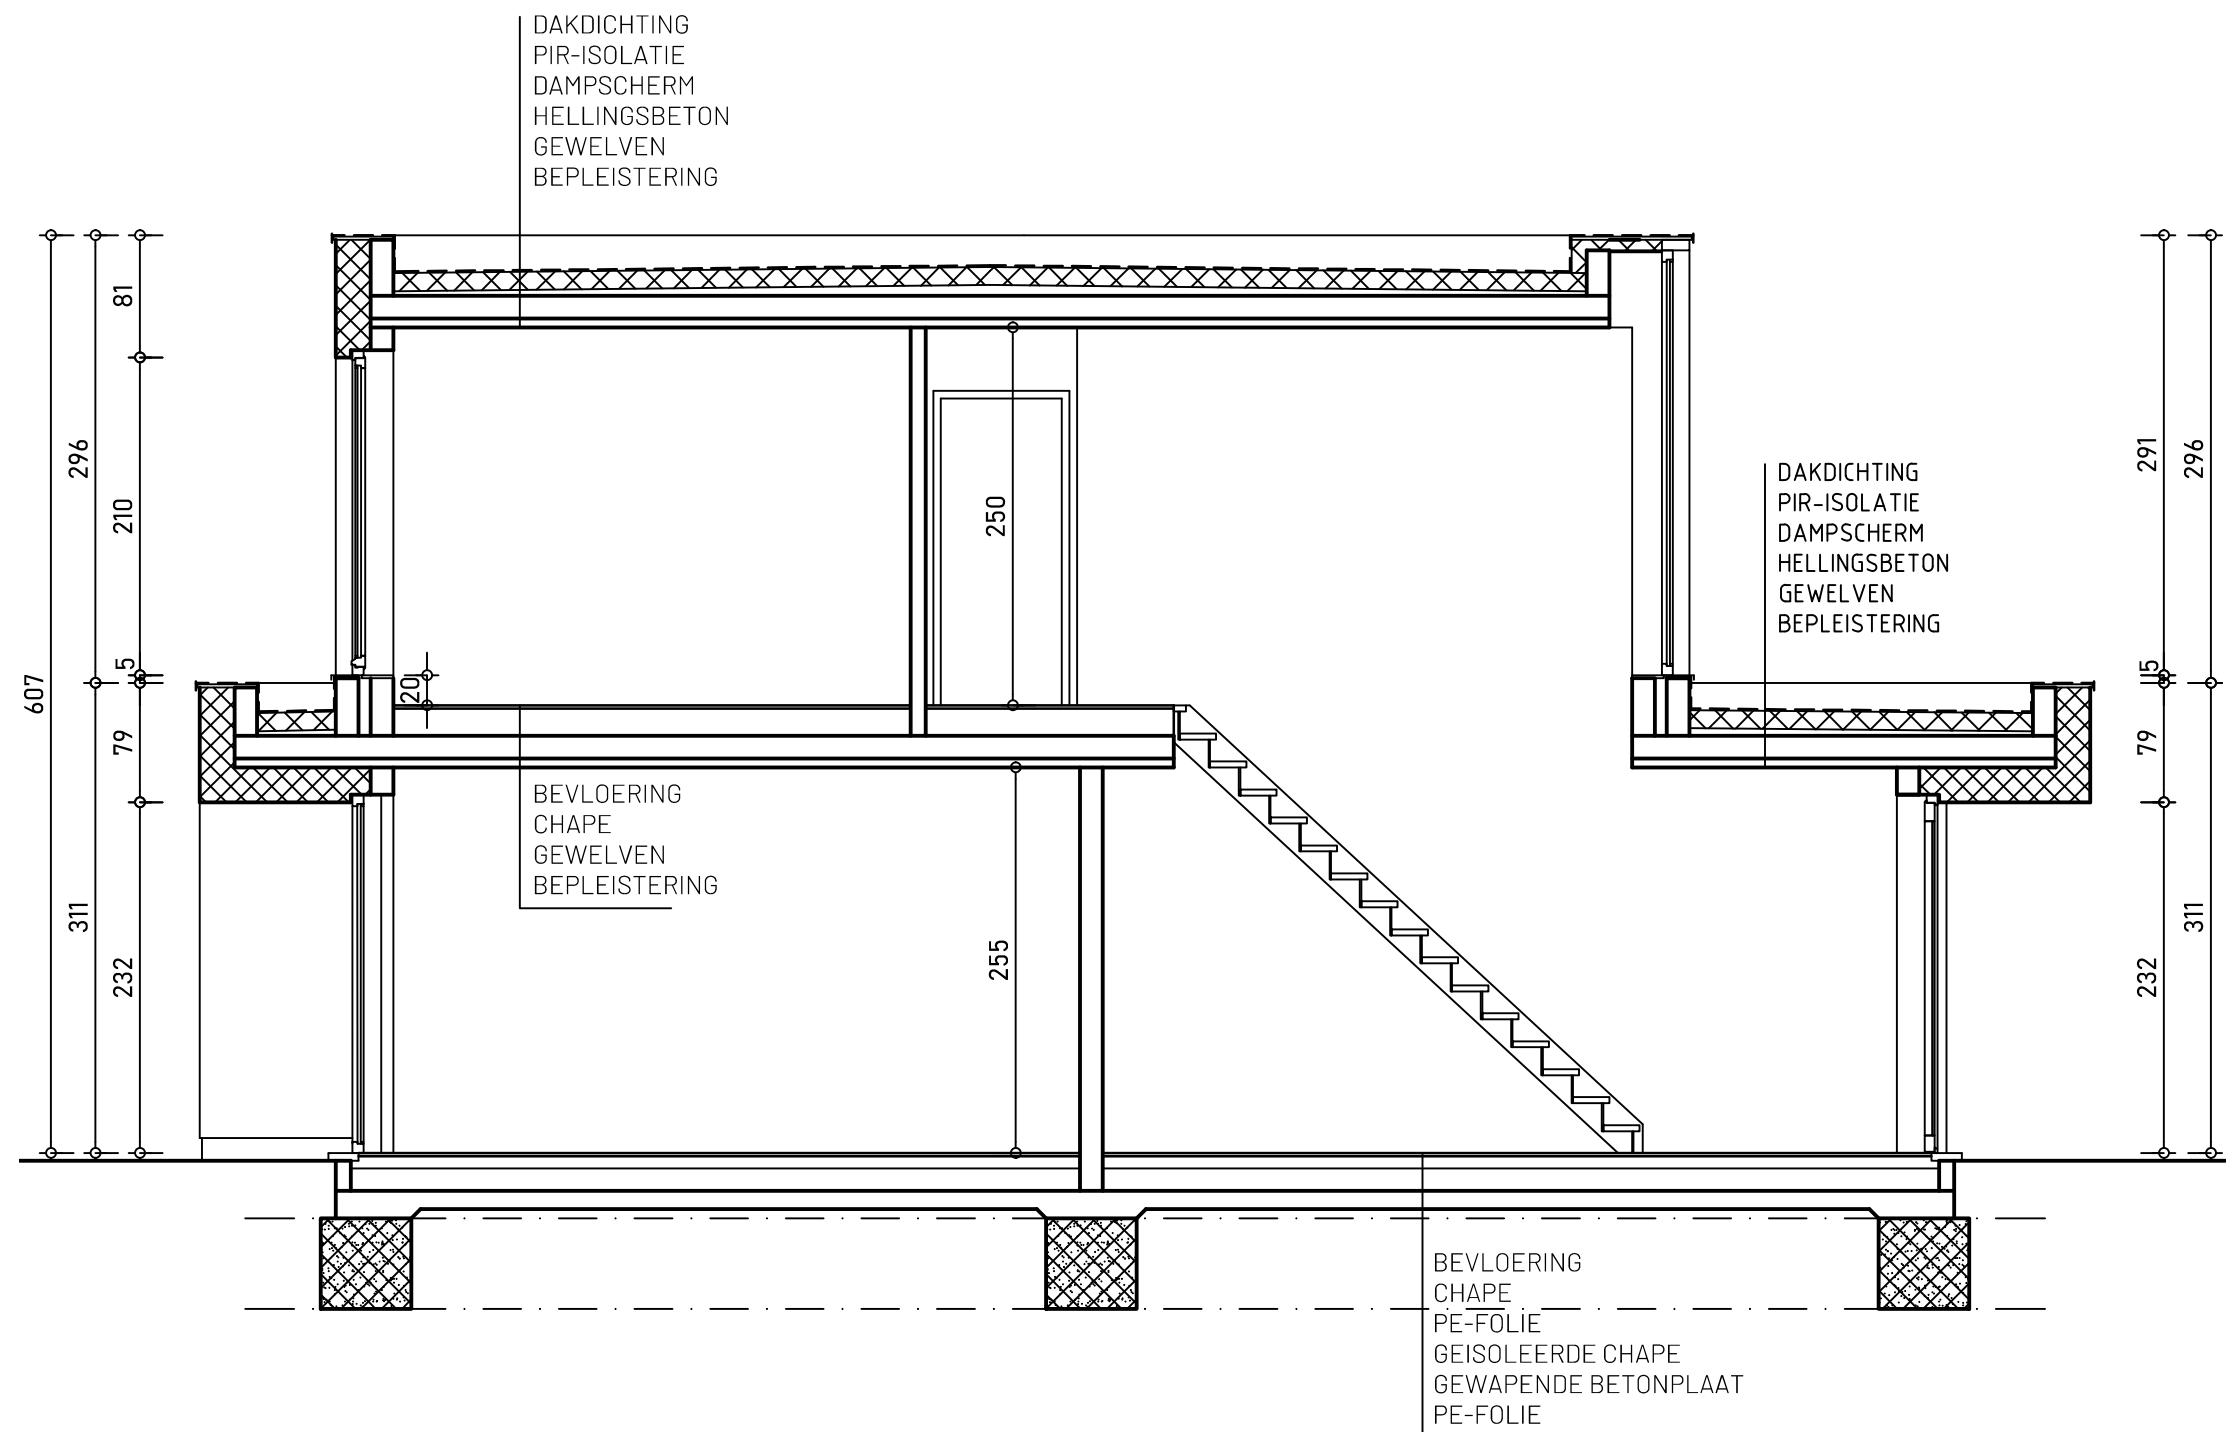 DAKDICHTING
PIR-ISOLATIE
DAMPSCHERM
HELLINGSBETON
GEWELVEN
BEPLEISTERING
81
296
210
5
607
20
79
311
232
250
255
BEVLOERING
CHAPE
GEWELVEN
BEPLEISTERING
DAKDICHTING
PIR-ISOLATIE
DAMPSCHERM
HELLINGSBETON
GEWELVEN
BEPLEISTERING
291
296
5
79
311
232
BEVLOERING
CHAPE
PE-FOLIE
GEISOLEERDE CHAPE
GEWAPENDE BETONPLAAT
PE-FOLIE